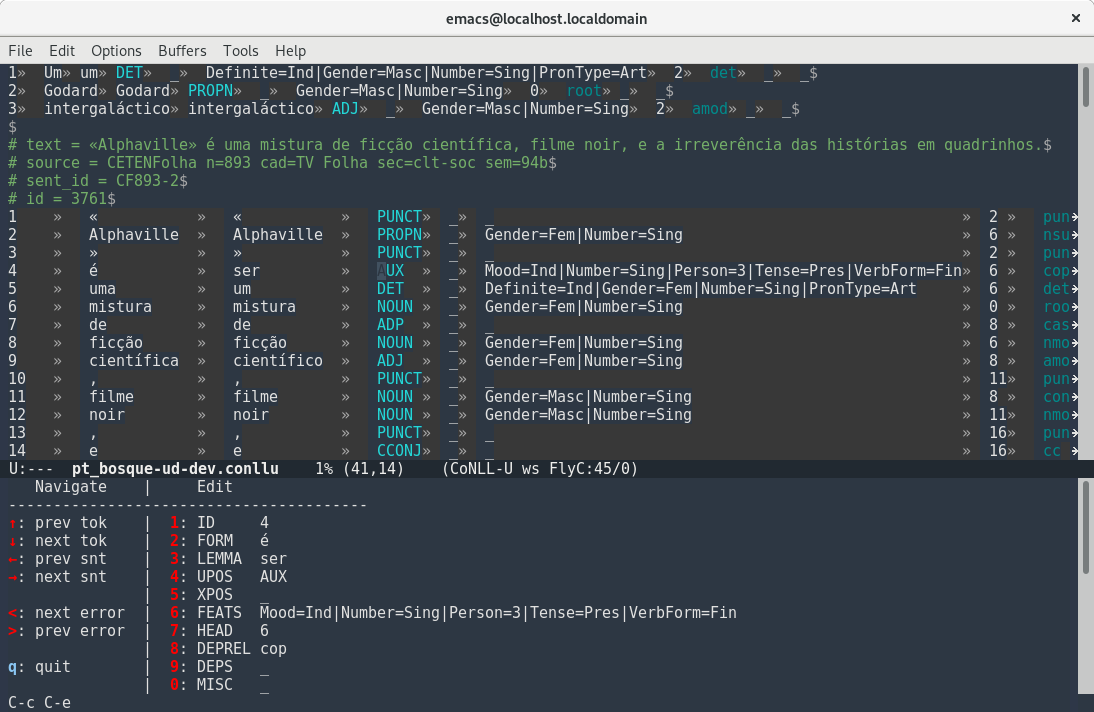 emacs@localhost.localdomain ×
File Edit Options Buffers Tools Help
1» Um» um» DET» _» Definite=Ind|Gender=Masc|Number=Sing|PronType=Art» 2» det» _» _$
2» Godard» Godard» PROPN» _» Gender=Masc|Number=Sing» 0» root» _» _$
3» intergaláctico» intergaláctico» ADJ» _» Gender=Masc|Number=Sing» 2» amod» _» _$
$
# text = «Alphaville» é uma mistura de ficção científica, filme noir, e a irreverência das histórias em quadrinhos.$
# source = CETENFolha n=893 cad=TV Folha sec=clt-soc sem=94b$
# sent_id = CF893-2$
# id = 3761$
1 » « » « » PUNCT» _» _ » 2 » pun→
2 » Alphaville » Alphaville » PROPN» _» Gender=Fem|Number=Sing » 6 » nsu→
3 » » » » » PUNCT» _» _ » 2 » pun→
4 » é » ser » AUX » _» Mood=Ind|Number=Sing|Person=3|Tense=Pres|VerbForm=Fin» 6 » cop→
5 » uma » um » DET » _» Definite=Ind|Gender=Fem|Number=Sing|PronType=Art » 6 » det→
6 » mistura » mistura » NOUN » _» Gender=Fem|Number=Sing » 0 » roo→
7 » de » de » ADP » _» _ » 8 » cas→
8 » ficção » ficção » NOUN » _» Gender=Fem|Number=Sing » 6 » nmo→
9 » científica » científico » ADJ » _» Gender=Fem|Number=Sing » 8 » amo→
10 » , » , » PUNCT» _» _ » 11» pun→
11 » filme » filme » NOUN » _» Gender=Masc|Number=Sing » 8 » con→
12 » noir » noir » NOUN » _» Gender=Masc|Number=Sing » 11» nmo→
13 » , » , » PUNCT» _» _ » 16» pun→
14 » e » e » CCONJ» _» _ » 16» cc →
U:--- pt_bosque-ud-dev.conllu 1% (41,14) (CoNLL-U ws FlyC:45/0)
Navigate | Edit
----------------------------------------
↑: prev tok | 1: ID 4
↓: next tok | 2: FORM é
←: prev snt | 3: LEMMA ser
→: next snt | 4: UPOS AUX
| 5: XPOS _
<: next error | 6: FEATS Mood=Ind|Number=Sing|Person=3|Tense=Pres|VerbForm=Fin
>: prev error | 7: HEAD 6
| 8: DEPREL cop
q: quit | 9: DEPS _
| 0: MISC _
C-c C-e